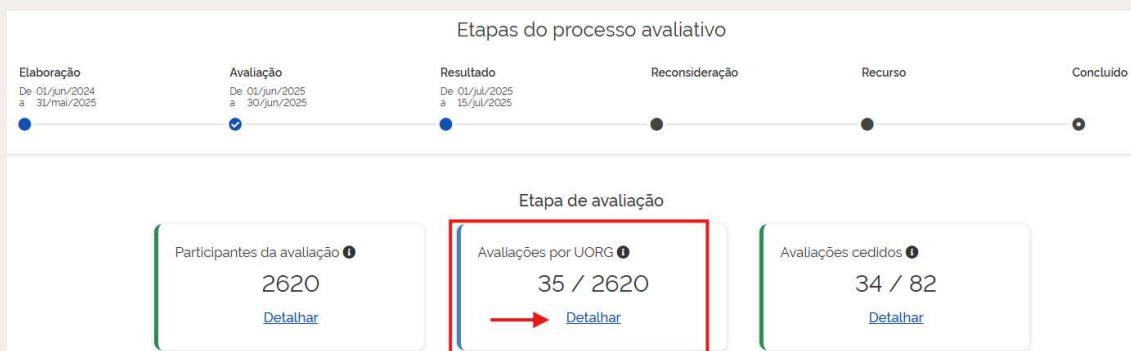 Etapas do processo avaliativo
Elaboração
De 01/jun/2024
a 31/mai/2025
Avaliação
De 01/jun/2025
a 30/jun/2025
Resultado
De 01/jul/2025
a 15/jul/2025
Reconsideração
Recurso
Concluído
Etapa de avaliação
Participantes da avaliação
2620
Detalhar
Avaliações por UORG
35 / 2620
Detalhar
Avaliações cedidos
34 / 82
Detalhar